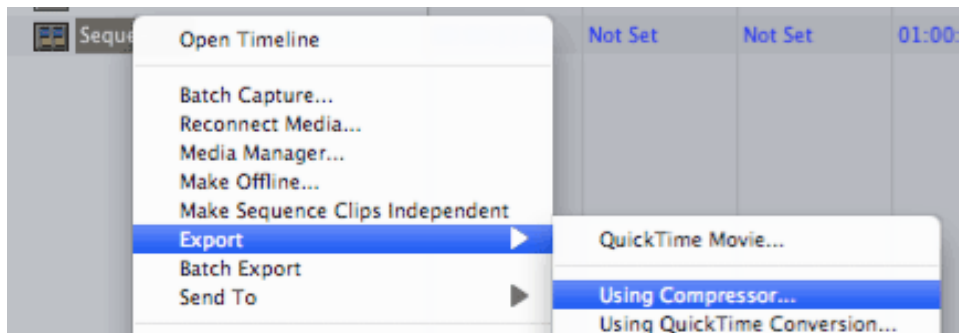 Seque
Open Timeline
Not Set
Not Set
01:00:
Batch Capture...
Reconnect Media...
Media Manager...
Make Offline...
Make Sequence Clips Independent
Export
QuickTime Movie...
Batch Export
Send To
Using Compressor...
Using QuickTime Conversion...